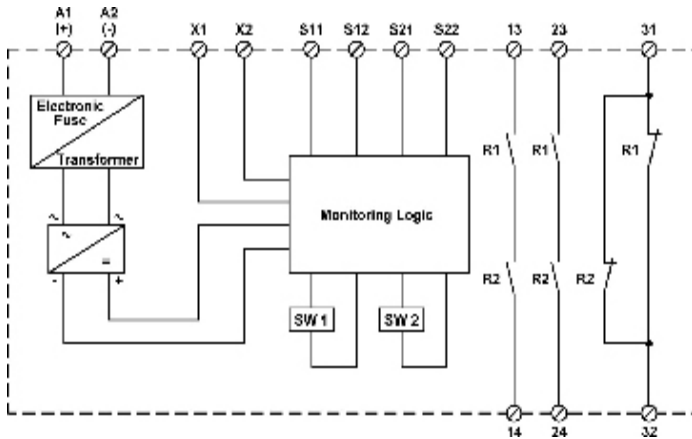 A1 A2 X1 X2 S11 S12 S21 S22 13 23 31
(+) (-)
Electronic
Fuse
Transformer
R1 R1 R1
Monitoring Logic
~ ~
~
=
- +
R2 R2 R2
SW 1 SW 2
14 24 32